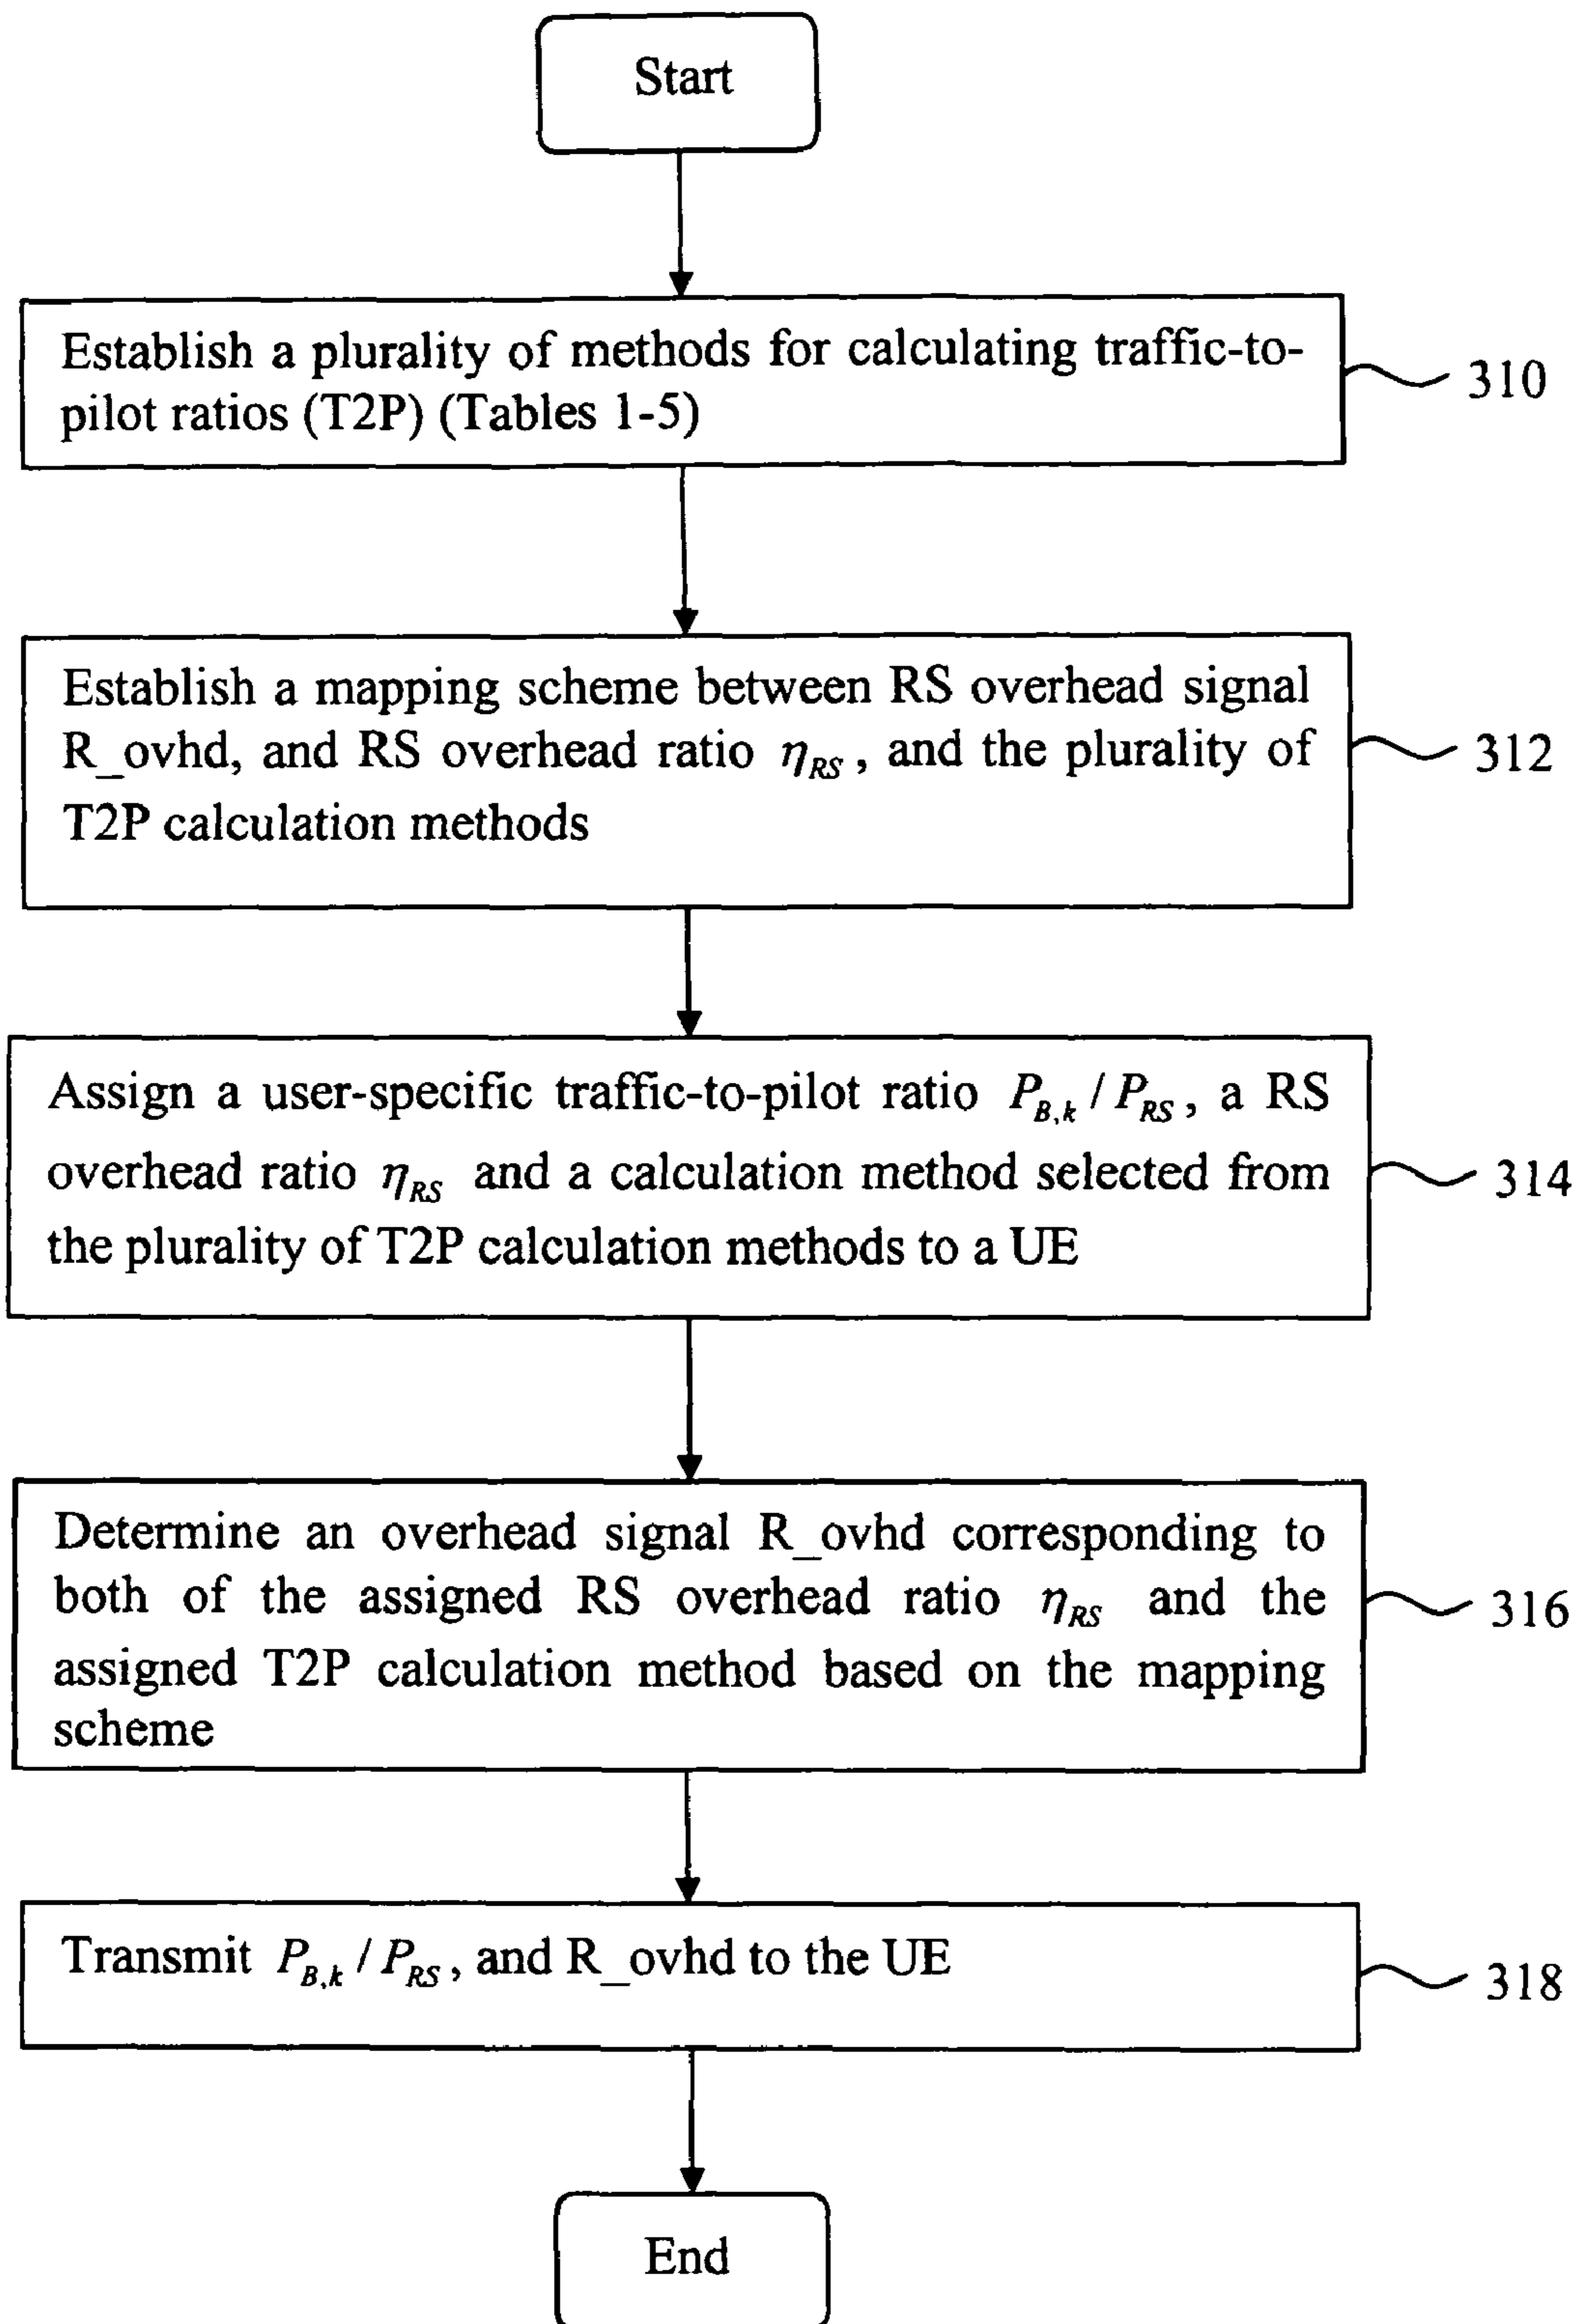 Start
Establish a plurality of methods for calculating traffic-to-
pilot ratios (T2P) (Tables 1-5)
310
Establish a mapping scheme between RS overhead signal
R_ovhd, and RS overhead ratio η_RS, and the plurality of
T2P calculation methods
312
Assign a user-specific traffic-to-pilot ratio P_B,k / P_RS, a RS
overhead ratio η_RS and a calculation method selected from
the plurality of T2P calculation methods to a UE
314
Determine an overhead signal R_ovhd corresponding to
both of the assigned RS overhead ratio η_RS and the
assigned T2P calculation method based on the mapping
scheme
316
Transmit P_B,k / P_RS, and R_ovhd to the UE
318
End